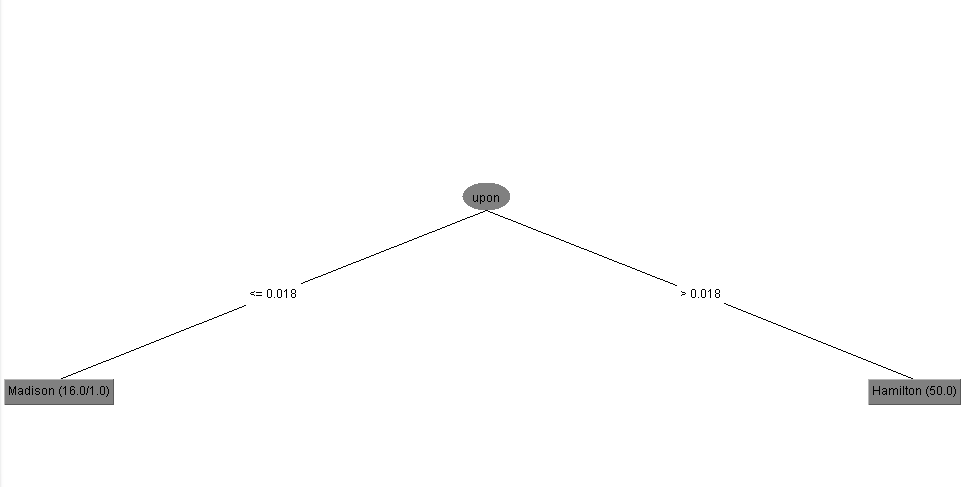 upon
<= 0.018
> 0.018
Madison (16.0/1.0)
Hamilton (50.0)